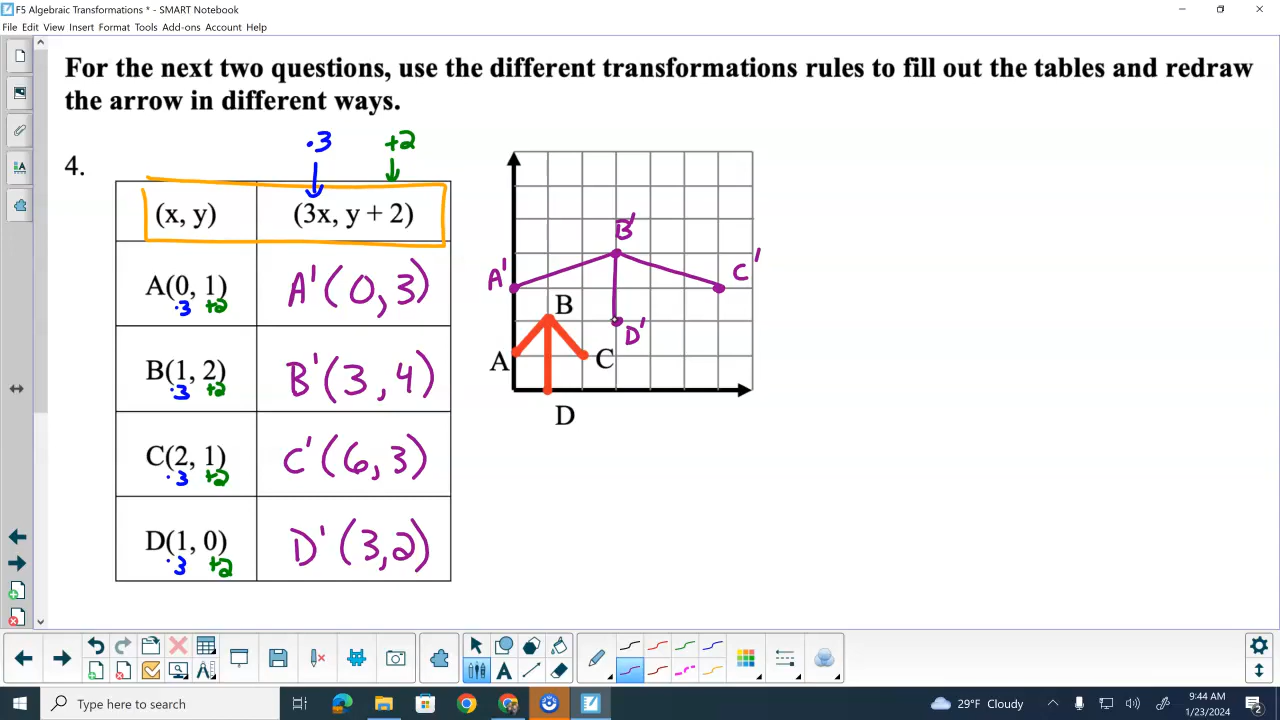 F5 Algebraic Transformations * - SMART Notebook
File Edit View Insert Format Tools Add-ons Account Help
For the next two questions, use the different transformations rules to fill out the tables and redraw
the arrow in different ways.
4.
·3 +2
(x, y) (3x, y + 2)
A(0, 1) A'(0, 3)
·3 +2
B(1, 2) B'(3, 4)
·3 +2
C(2, 1) C'(6, 3)
·3 +2
D(1, 0) D'(3, 2)
·3 +2
B'
A'
C'
D'
B
A
C
D
Type here to search
29°F Cloudy
9:44 AM
1/23/2024
2